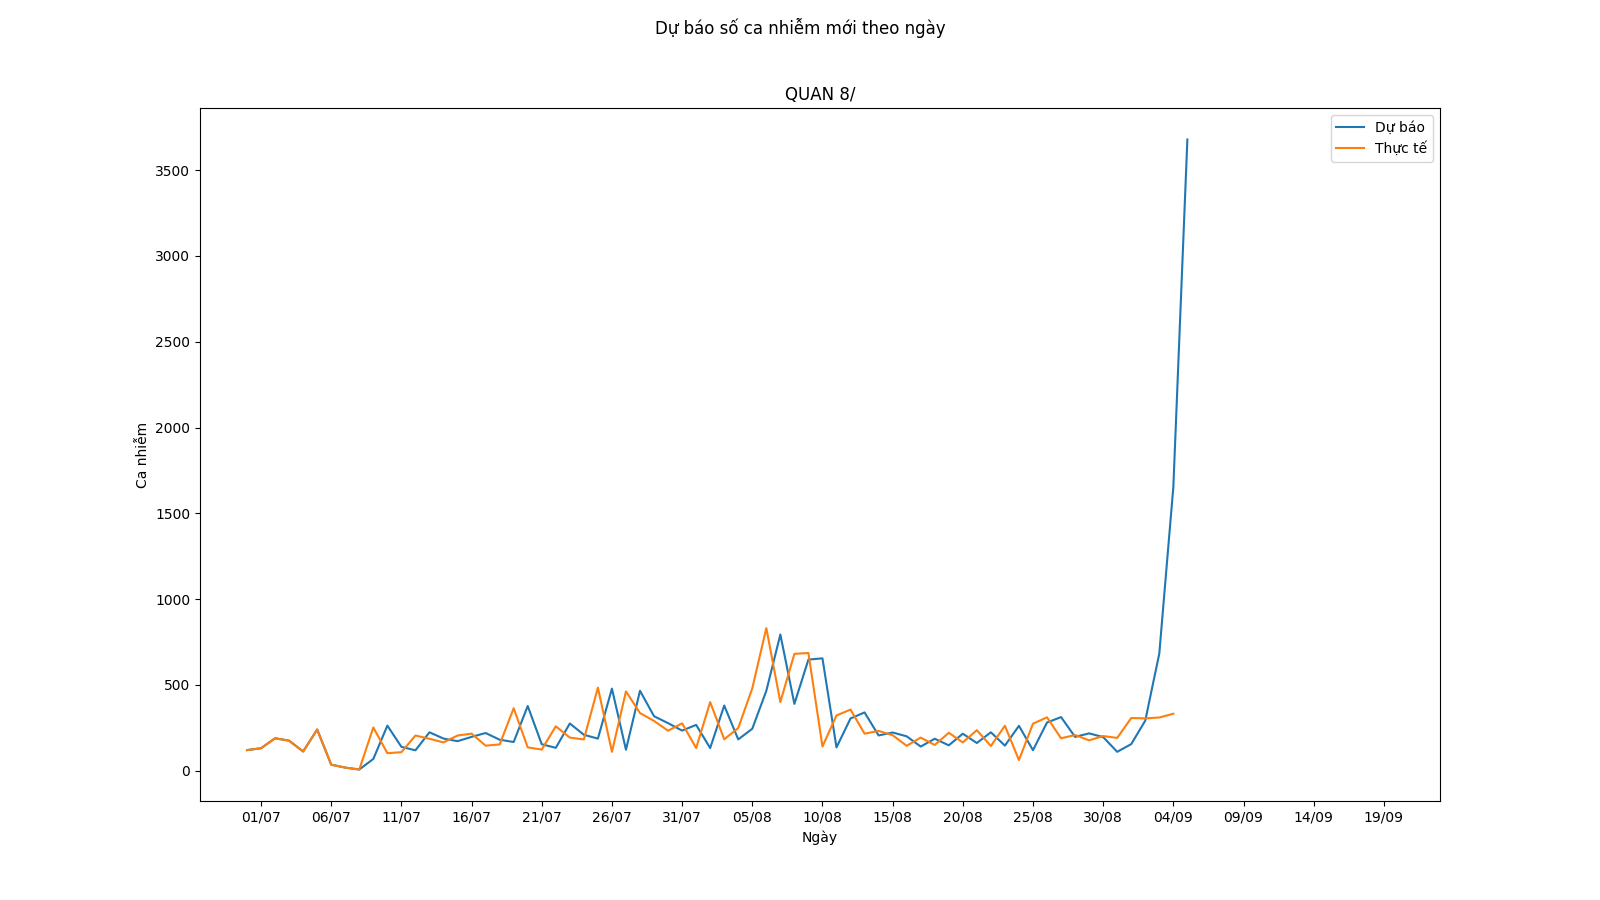 Dự báo số ca nhiễm mới theo ngày
QUAN 8/
Dự báo
Thực tế
3500
3000
2500
2000
1500
1000
500
0
Ca nhiễm
01/07 06/07 11/07 16/07 21/07 26/07 31/07 05/08 10/08 15/08 20/08 25/08 30/08 04/09 09/09 14/09 19/09
Ngày